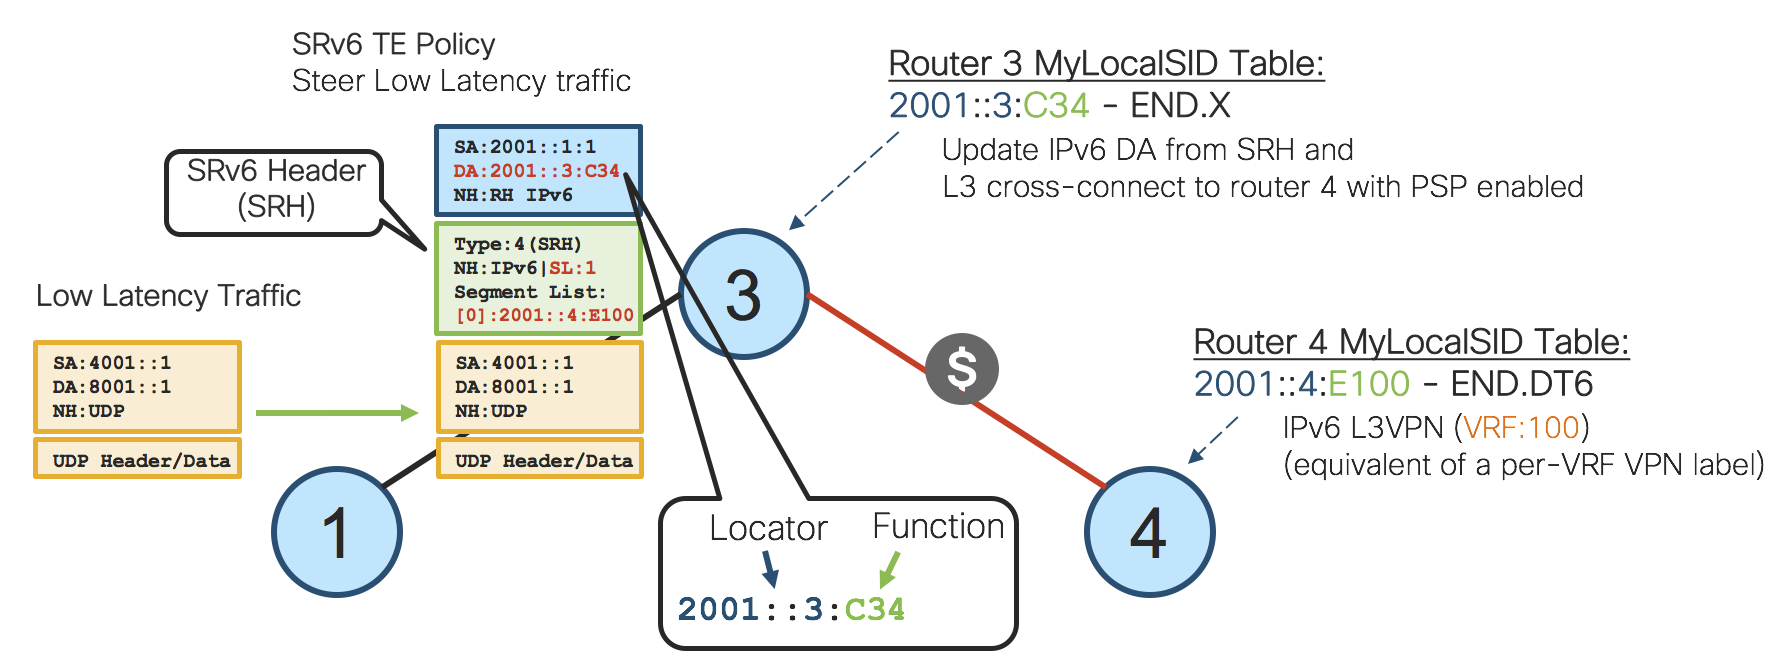 SRv6 TE Policy
Steer Low Latency traffic
SA:2001::1:1
DA:2001::3:C34
NH:RH IPv6
SRv6 Header
(SRH)
Type:4(SRH)
NH:IPv6|SL:1
Segment List:
[0]:2001::4:E100
Low Latency Traffic
SA:4001::1
DA:8001::1
NH:UDP
UDP Header/Data
SA:4001::1
DA:8001::1
NH:UDP
UDP Header/Data
1
3
$
4
Router 3 MyLocalSID Table:
2001::3:C34 - END.X
Update IPv6 DA from SRH and
L3 cross-connect to router 4 with PSP enabled
Router 4 MyLocalSID Table:
2001::4:E100 - END.DT6
IPv6 L3VPN (VRF:100)
(equivalent of a per-VRF VPN label)
Locator Function
2001::3:C34